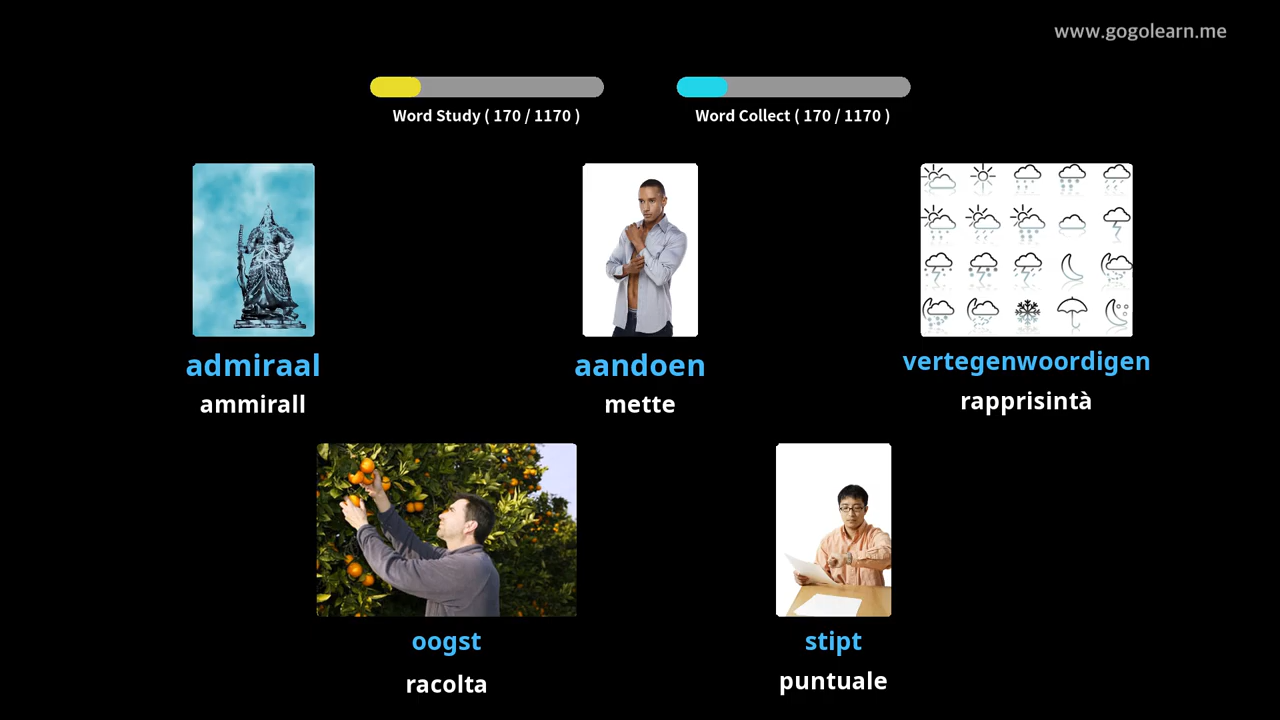 www.gogolearn.me
Word Study ( 170 / 1170 )
Word Collect ( 170 / 1170 )
admiraal
ammirall
aandoen
mette
vertegenwoordigen
rapprisintà
oogst
racolta
stipt
puntuale